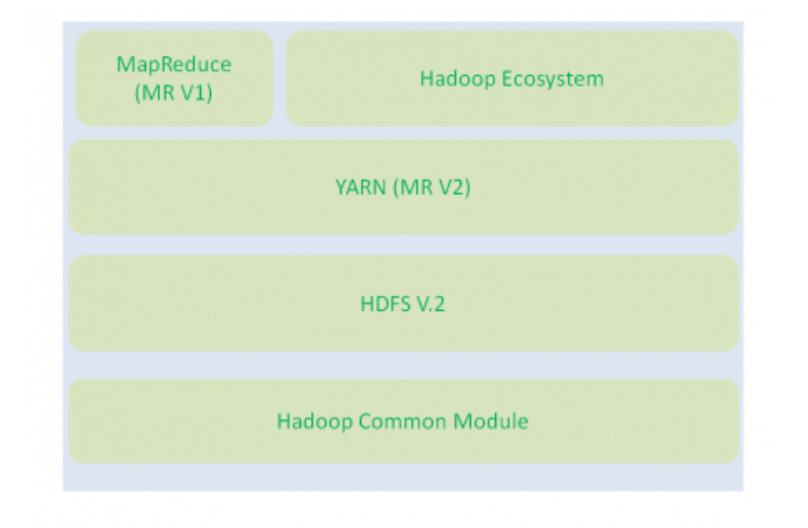 MapReduce
(MR V1)
Hadoop Ecosystem
YARN (MR V2)
HDFS V.2
Hadoop Common Module